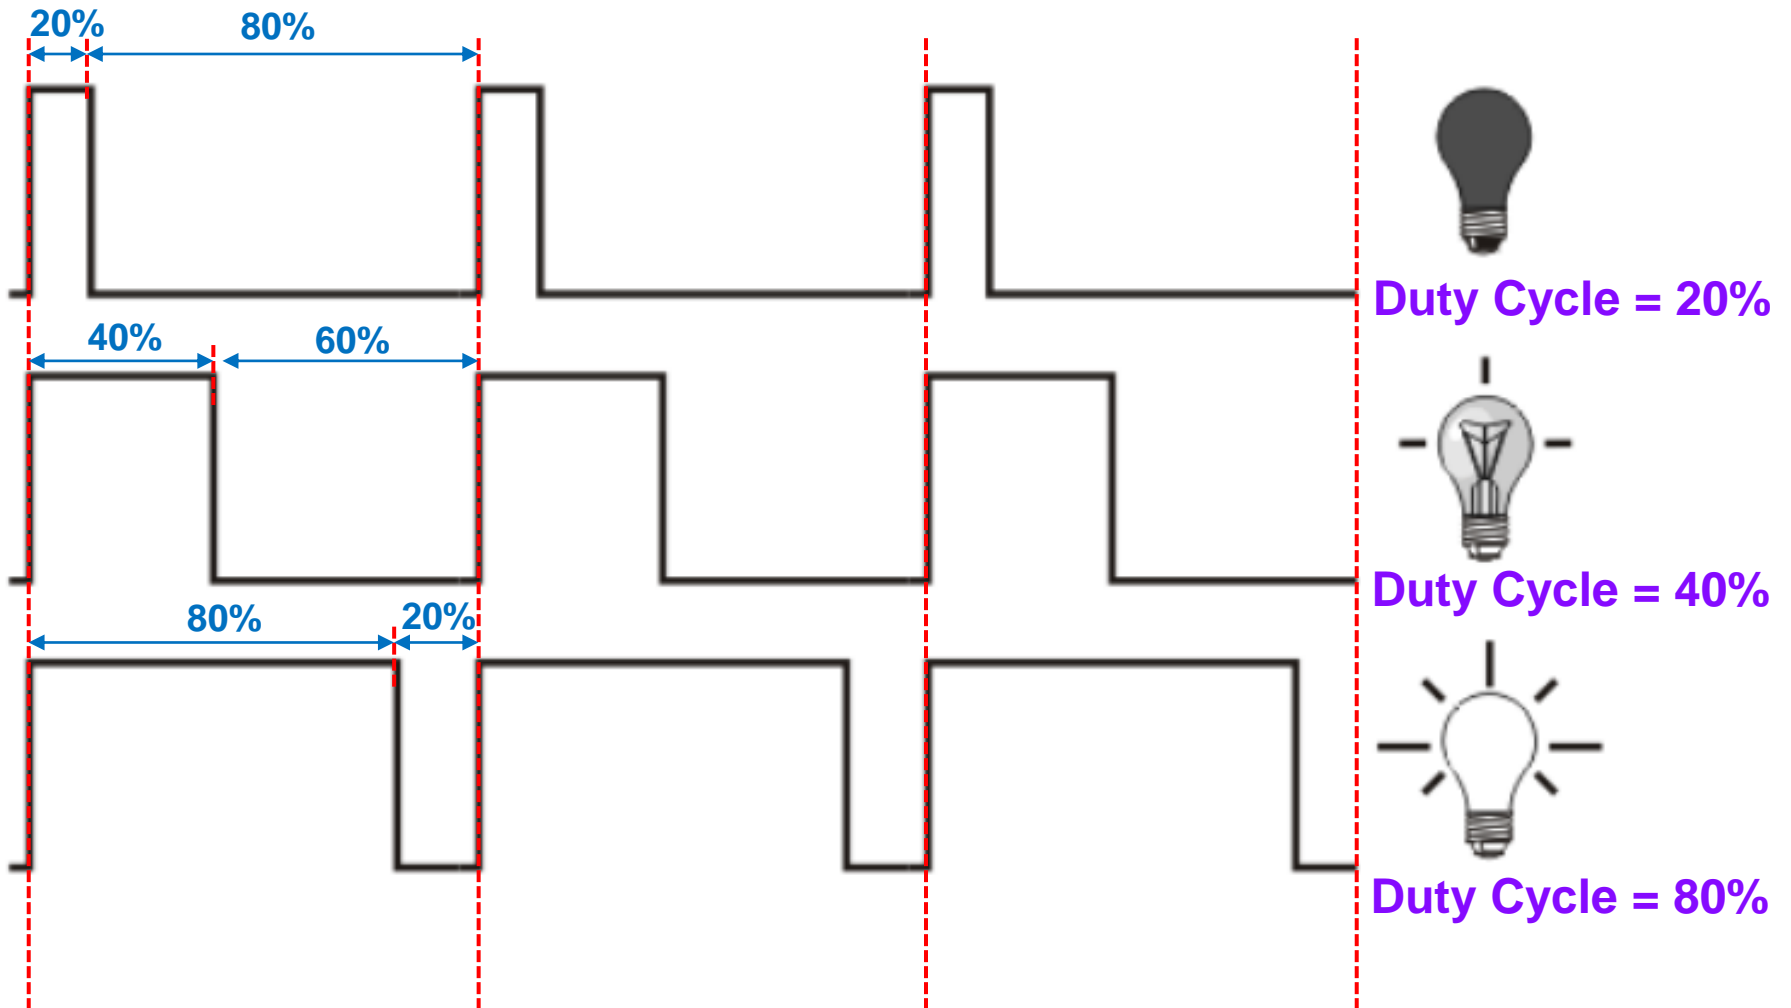 20%
80%
Duty Cycle = 20%
40%
60%
Duty Cycle = 40%
80%
20%
Duty Cycle = 80%